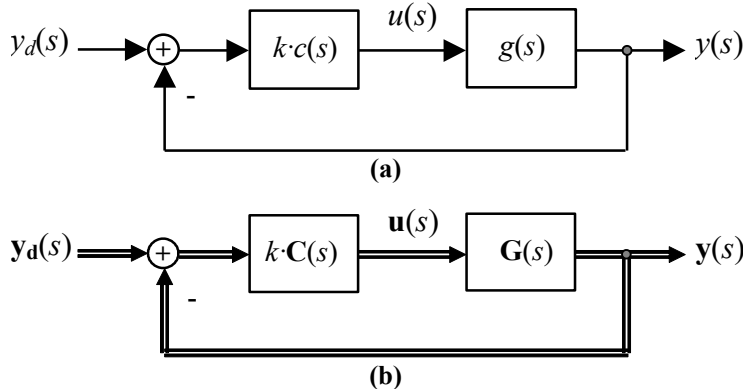 y_d(s) + k·c(s) u(s) g(s) y(s)
-
(a)
y_d(s) + k·C(s) u(s) G(s) y(s)
-
(b)